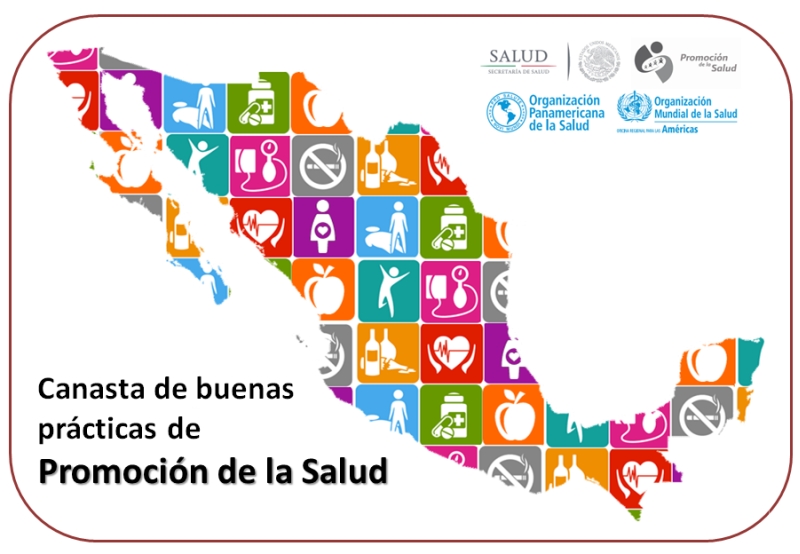 SALUD
SECRETARÍA DE SALUD
Promoción
de la
Salud
Organización
Panamericana
de la Salud
Organización
Mundial de la Salud
OFICINA REGIONAL PARA LAS Américas
Canasta de buenas
prácticas de
Promoción de la Salud